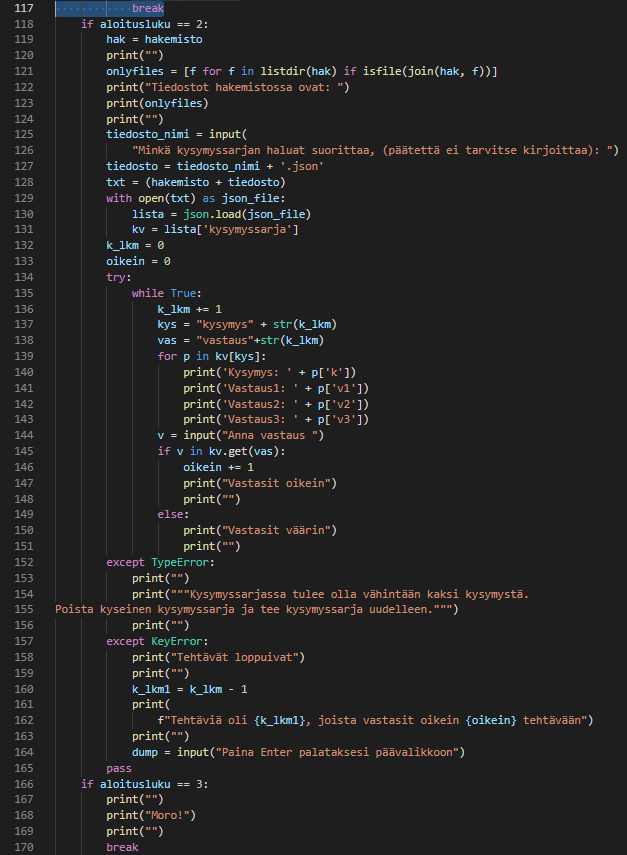 117 break
118 if aloitusluku == 2:
119 hak = hakemisto
120 print("")
121 onlyfiles = [f for f in listdir(hak) if isfile(join(hak, f))]
122 print("Tiedostot hakemistossa ovat: ")
123 print(onlyfiles)
124 print("")
125 tiedosto_nimi = input(
126 "Minkä kysymyssarjan haluat suorittaa, (päätettä ei tarvitse kirjoittaa): ")
127 tiedosto = tiedosto_nimi + '.json'
128 txt = (hakemisto + tiedosto)
129 with open(txt) as json_file:
130 lista = json.load(json_file)
131 kv = lista['kysymyssarja']
132 k_lkm = 0
133 oikein = 0
134 try:
135 while True:
136 k_lkm += 1
137 kys = "kysymys" + str(k_lkm)
138 vas = "vastaus"+str(k_lkm)
139 for p in kv[kys]:
140 print('Kysymys: ' + p['k'])
141 print('Vastaus1: ' + p['v1'])
142 print('Vastaus2: ' + p['v2'])
143 print('Vastaus3: ' + p['v3'])
144 v = input("Anna vastaus ")
145 if v in kv.get(vas):
146 oikein += 1
147 print("Vastasit oikein")
148 print("")
149 else:
150 print("Vastasit väärin")
151 print("")
152 except TypeError:
153 print("")
154 print("""Kysymyssarjassa tulee olla vähintään kaksi kysymystä.
155 Poista kyseinen kysymyssarja ja tee kysymyssarja uudelleen.""")
156 print("")
157 except KeyError:
158 print("Tehtävät loppuivat")
159 print("")
160 k_lkm1 = k_lkm - 1
161 print(
162 f"Tehtäviä oli {k_lkm1}, joista vastasit oikein {oikein} tehtävään")
163 print("")
164 dump = input("Paina Enter palataksesi päävalikkoon")
165 pass
166 if aloitusluku == 3:
167 print("")
168 print("Moro!")
169 print("")
170 break